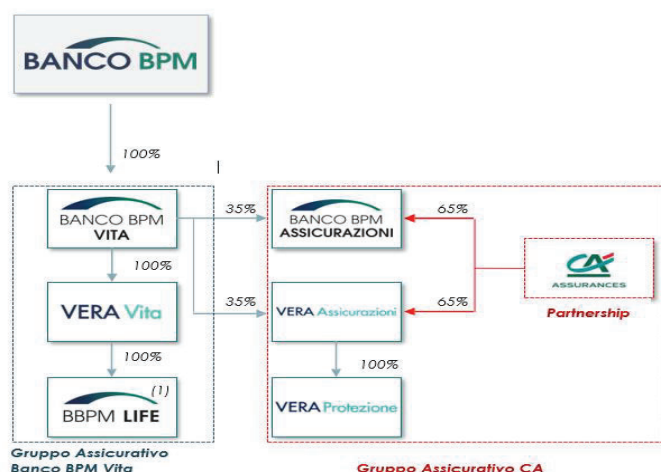 BANCO BPM
100%
BANCO BPM
VITA
35%
BANCO BPM
ASSICURAZIONI
65%
100%
CA
ASSURANCES
Partnership
VERA Vita
35%
VERA Assicurazioni
65%
100%
100%
BBPM LIFE
(1)
VERA Protezione
Gruppo Assicurativo
Banco BPM Vita
Gruppo Assicurativo CA